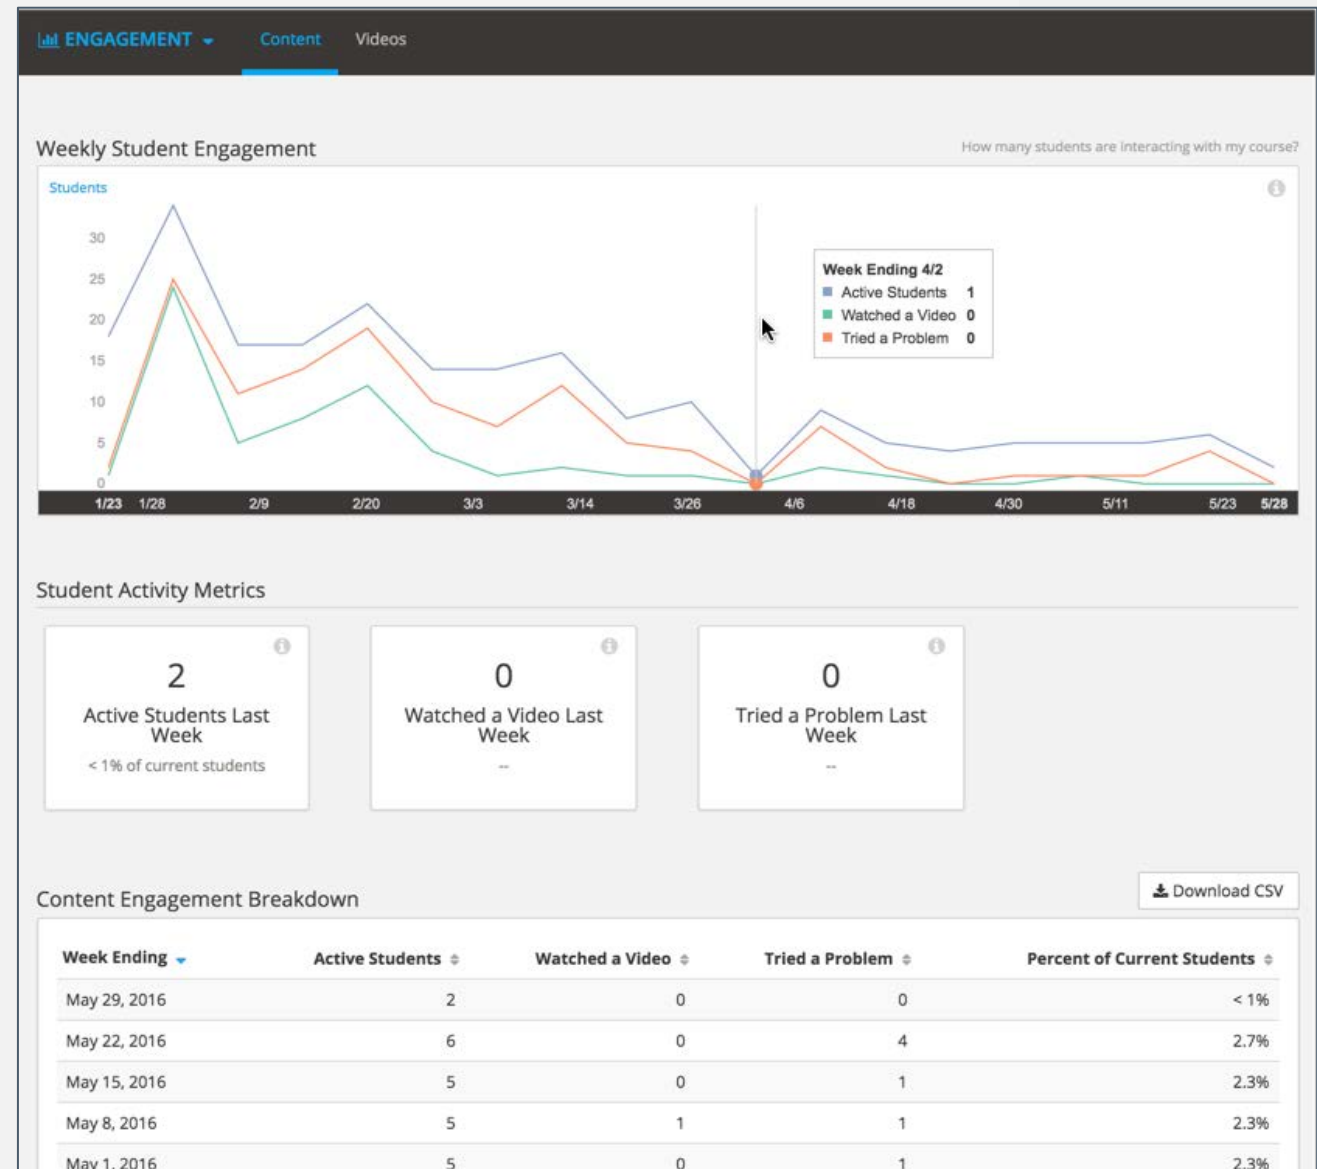 ENGAGEMENT Content Videos
Weekly Student Engagement How many students are interacting with my course?
Students
30
25
20
15
10
5
0
Week Ending 4/2
Active Students 1
Watched a Video 0
Tried a Problem 0
1/23 1/28 2/9 2/20 3/3 3/14 3/26 4/6 4/18 4/30 5/11 5/23 5/28
Student Activity Metrics
2
Active Students Last
Week
< 1% of current students
0
Watched a Video Last
Week
--
0
Tried a Problem Last
Week
--
Content Engagement Breakdown Download CSV
Week Ending Active Students Watched a Video Tried a Problem Percent of Current Students
May 29, 2016 2 0 0 < 1%
May 22, 2016 6 0 4 2.7%
May 15, 2016 5 0 1 2.3%
May 8, 2016 5 1 1 2.3%
May 1, 2016 5 0 1 2.3%